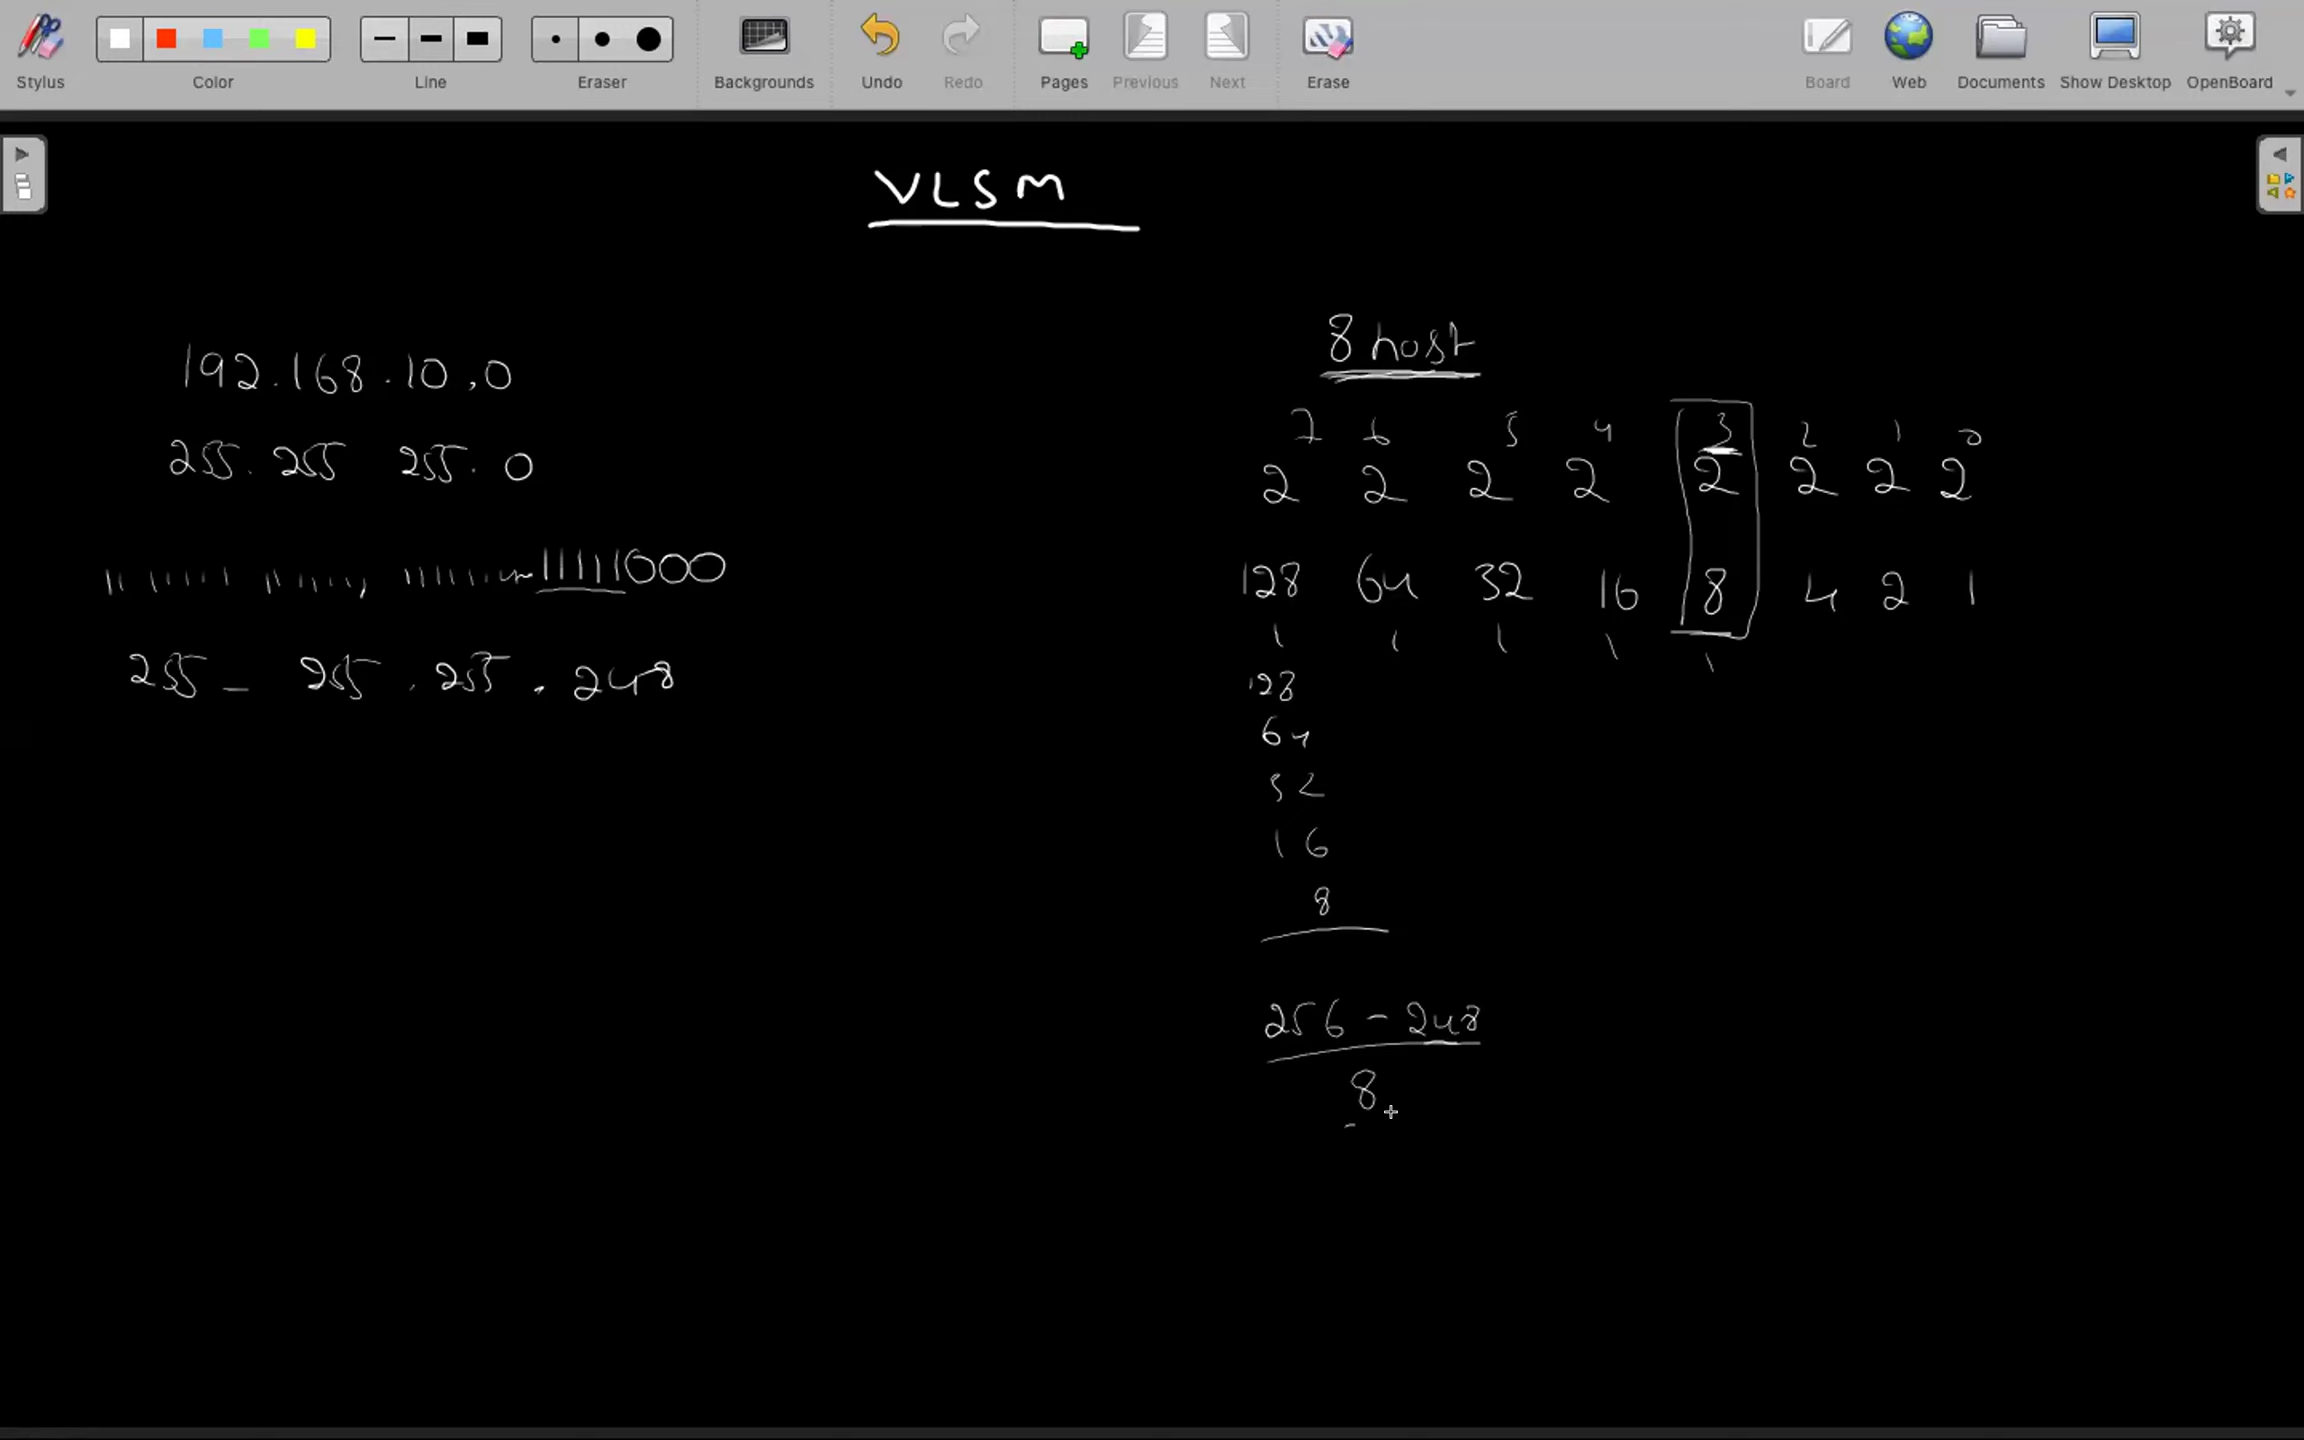 Stylus Color Line Eraser Backgrounds Undo Redo Pages Previous Next Erase Board Web Documents Show Desktop OpenBoard
VLSM
192.168.10.0
255.255 255.0
11111000
255 - 255.255.248
8 host
7 6 5 4 3 2 1 0
2 2 2 2 2 2 2 2
128 64 32 16 8 4 2 1
1 1 1 1 1
128
64
32
16
8
256 - 248
8